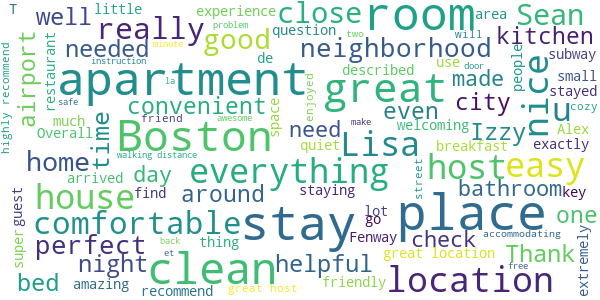 T
little
experience
close
room
Sean
well
really
question
area
will
kitchen
needed
good
neighborhood
problem
minute
two
subway
airport
restaurant
instruction
de
described
use
made
people
apartment
great
nice
small
la
door
stayed
highly recommend
convenient
space
enjoyed
city
u
cozy
safe
much
time
friend
even
Overall
Boston
need
Lisa
welcoming
Izzy
Alex
awesome
make
quiet
breakfast
exactly
walking distance
home
everything
host
easy
arrived
day
find
around
staying
street
bathroom
key
guest
house
stay
place
lot
go
one
super
comfortable
thing
Fenway
check
accommodating
perfect
night
helpful
back
great location
Thank
extremely
et
friendly
location
free
bed
amazing
recommend
clean
great host